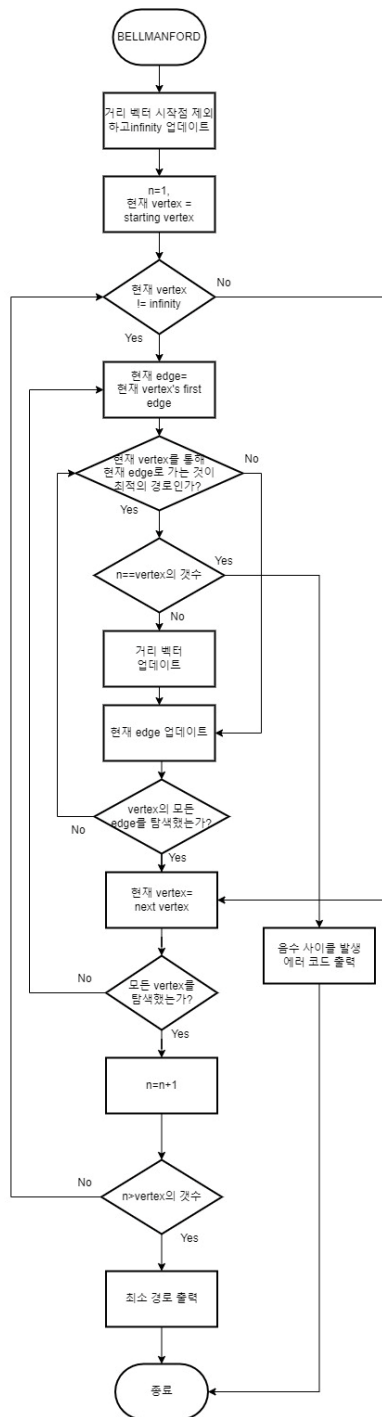 BELLMANFORD
거리 벡터 시작점 제외
하고infinity 업데이트
n=1,
현재 vertex =
starting vertex
현재 vertex
!= infinity
No
Yes
현재 edge=
현재 vertex's first
edge
현재 vertex를 통해
현재 edge로 가는 것이
최적의 경로인가?
No
Yes
n==vertex의 갯수
Yes
No
거리 벡터
업데이트
현재 edge 업데이트
vertex의 모든
edge를 탐색했는가?
No
Yes
현재 vertex=
next vertex
음수 사이클 발생
에러 코드 출력
모든 vertex를
탐색했는가?
No
Yes
n=n+1
n>vertex의 갯수
No
Yes
최소 경로 출력
종료